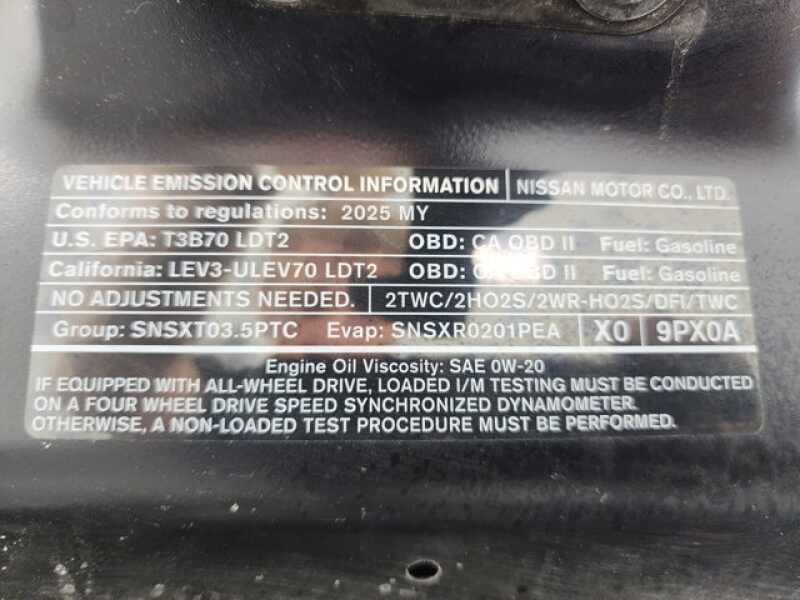 VEHICLE EMISSION CONTROL INFORMATION NISSAN MOTOR CO., LTD.
Conforms to regulations: 2025 MY
U.S. EPA: T3B70 LDT2 OBD: CA OBD II Fuel: Gasoline
California: LEV3-ULEV70 LDT2 OBD: CA OBD II Fuel: Gasoline
NO ADJUSTMENTS NEEDED. 2TWC/2HO2S/2WR-HO2S/DFI/TWC
Group: SNSXT03.5PTC Evap: SNSXR0201PEA X0 9PX0A
Engine Oil Viscosity: SAE 0W-20
IF EQUIPPED WITH ALL-WHEEL DRIVE, LOADED I/M TESTING MUST BE CONDUCTED
ON A FOUR WHEEL DRIVE SPEED SYNCHRONIZED DYNAMOMETER.
OTHERWISE, A NON-LOADED TEST PROCEDURE MUST BE PERFORMED.